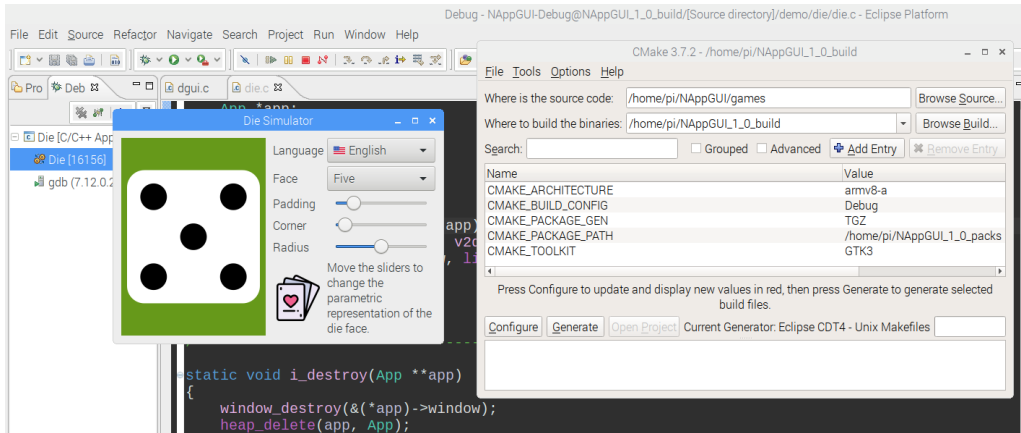 Debug - NAppGUI-Debug@NAppGUI_1_0_build/[Source directory]/demo/die/die.c - Eclipse Platform
File Edit Source Refactor Navigate Search Project Run Window Help
Pro Deb
dgui.c die.c
App *app;
Die [C/C++ App
Die [16156]
gdb (7.12.0.2
Die Simulator
Language English
Face Five
Padding
Corner
Radius
Move the sliders to
change the
parametric
representation of the
die face.
app)
, li
static void i_destroy(App **app)
{
window_destroy(&(*app)->window);
heap_delete(app, App);
CMake 3.7.2 - /home/pi/NAppGUI_1_0_build
File Tools Options Help
Where is the source code: /home/pi/NAppGUI/games Browse Source...
Where to build the binaries: /home/pi/NAppGUI_1_0_build Browse Build...
Search: Grouped Advanced Add Entry Remove Entry
Name Value
CMAKE_ARCHITECTURE armv8-a
CMAKE_BUILD_CONFIG Debug
CMAKE_PACKAGE_GEN TGZ
CMAKE_PACKAGE_PATH /home/pi/NAppGUI_1_0_packs
CMAKE_TOOLKIT GTK3
Press Configure to update and display new values in red, then press Generate to generate selected
build files.
Configure Generate Open Project Current Generator: Eclipse CDT4 - Unix Makefiles